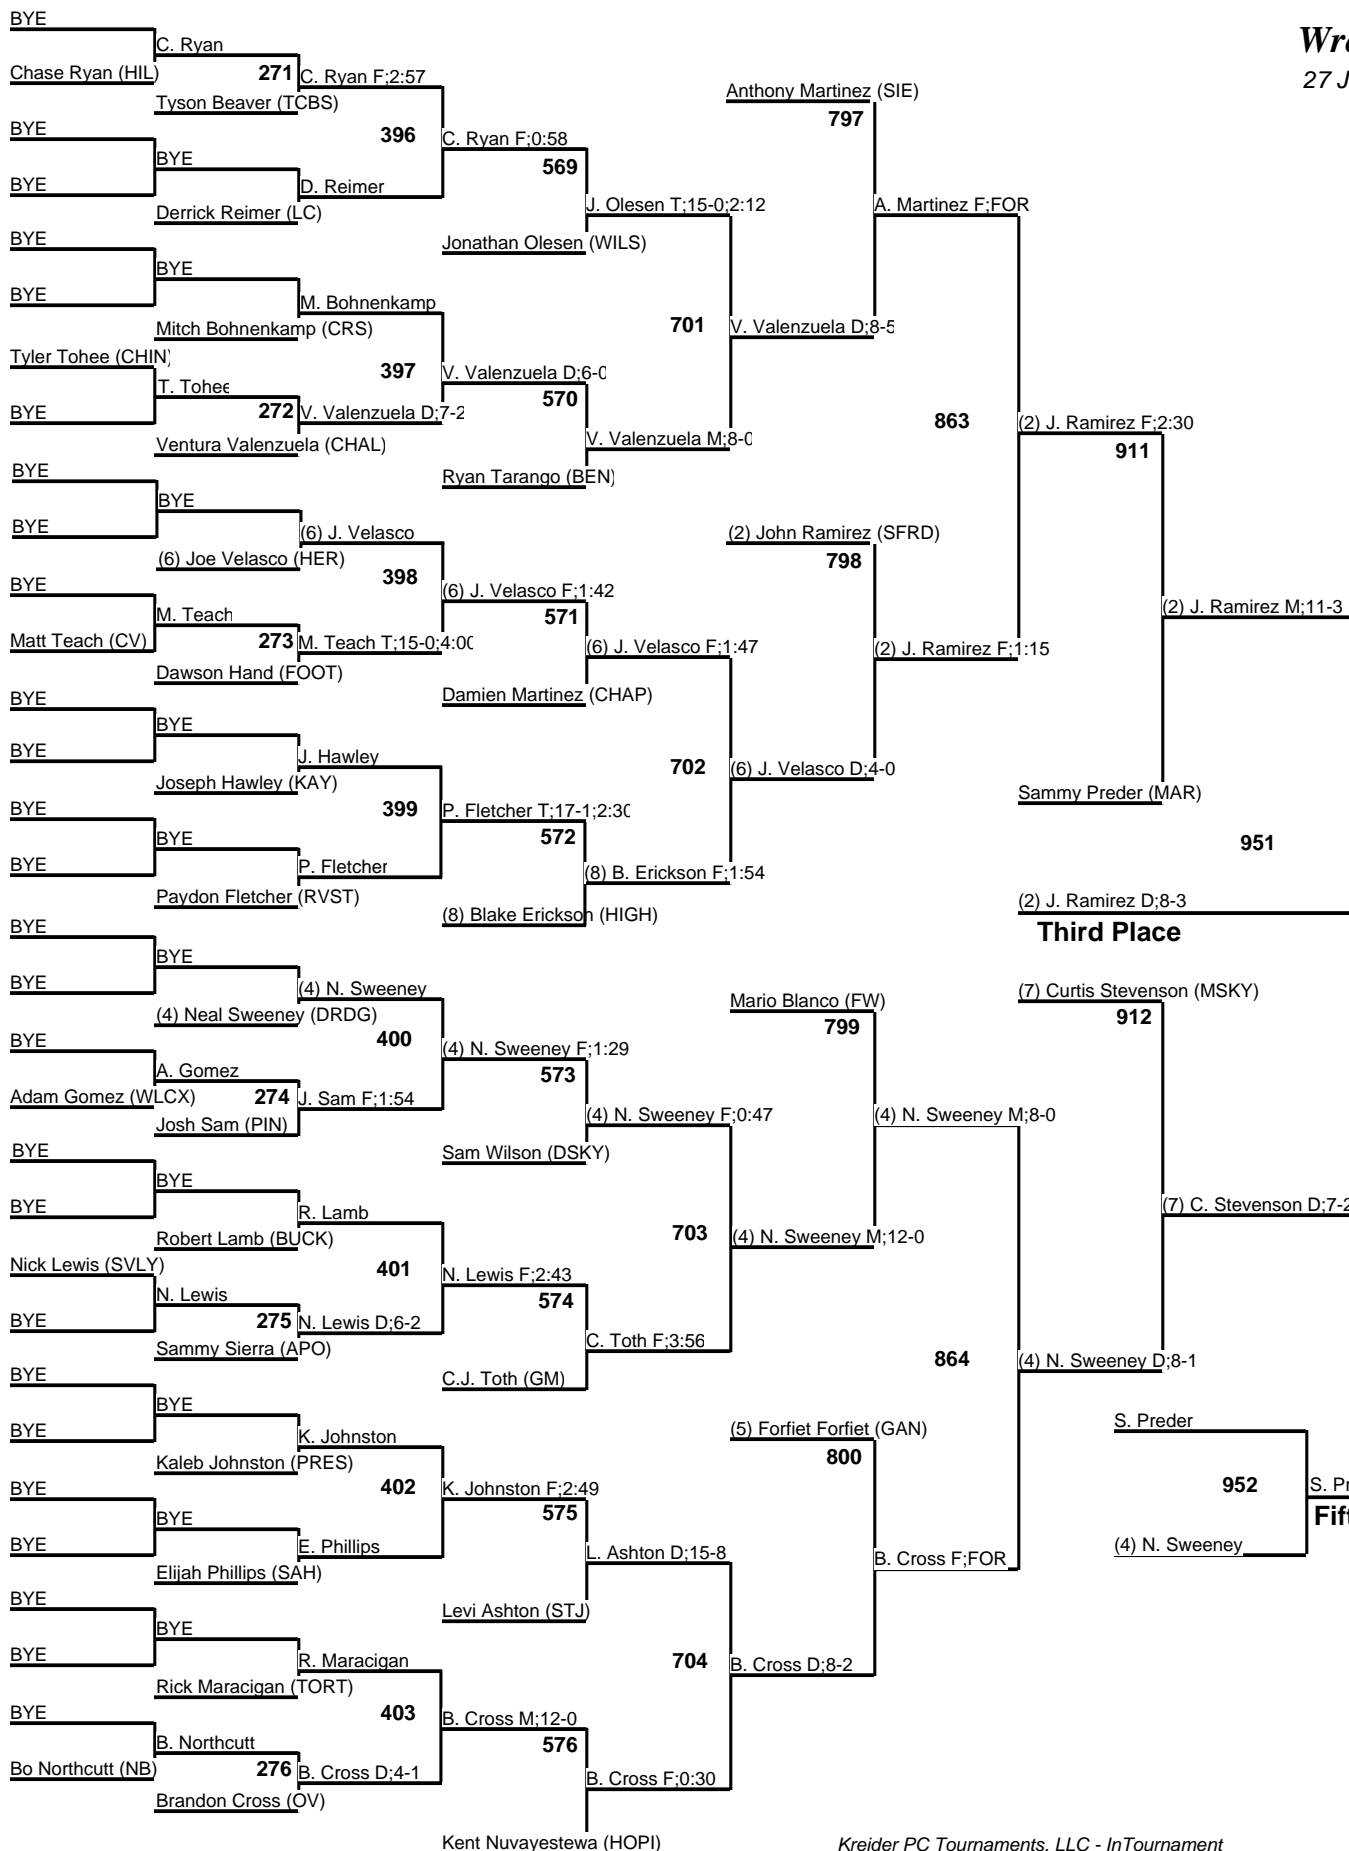 BYE
C. Ryan
Chase Ryan (HIL)
271
C. Ryan F;2:57
Tyson Beaver (TCBS)
BYE
396
C. Ryan F;0:58
BYE
BYE
D. Reimer
Derrick Reimer (LC)
569
J. Olesen T;15-0;2:12
Jonathan Olesen (WILS)
BYE
BYE
BYE
M. Bohnenkamp
Mitch Bohnenkamp (CRS)
Tyler Tohee (CHIN)
397
V. Valenzuela D;6-0
T. Tohee
BYE
272
V. Valenzuela D;7-2
Ventura Valenzuela (CHAL)
570
V. Valenzuela M;8-0
Ryan Tarango (BEN)
701
V. Valenzuela D;8-5
Anthony Martinez (SIE)
797
A. Martinez F;FOR
BYE
BYE
BYE
(6) J. Velasco
(6) Joe Velasco (HER)
398
(6) J. Velasco F;1:42
BYE
M. Teach
Matt Teach (CV)
273
M. Teach T;15-0;4:00
Dawson Hand (FOOT)
571
(6) J. Velasco F;1:47
Damien Martinez (CHAP)
BYE
BYE
BYE
J. Hawley
Joseph Hawley (KAY)
399
P. Fletcher T;17-1;2:30
BYE
BYE
BYE
P. Fletcher
Paydon Fletcher (RVST)
572
(8) B. Erickson F;1:54
(8) Blake Erickson (HIGH)
702
(6) J. Velasco D;4-0
(2) John Ramirez (SFRD)
798
(2) J. Ramirez F;1:15
863
(2) J. Ramirez F;2:30
911
(2) J. Ramirez M;11-3
Sammy Preder (MAR)
951
(2) J. Ramirez D;8-3
Third Place
BYE
BYE
BYE
(4) N. Sweeney
(4) Neal Sweeney (DRDG)
400
(4) N. Sweeney F;1:29
BYE
A. Gomez
Adam Gomez (WLCX)
274
J. Sam F;1:54
Josh Sam (PIN)
573
(4) N. Sweeney F;0:47
Sam Wilson (DSKY)
BYE
BYE
BYE
R. Lamb
Robert Lamb (BUCK)
Nick Lewis (SVLY)
401
N. Lewis F;2:43
N. Lewis
BYE
275
N. Lewis D;6-2
Sammy Sierra (APO)
574
C. Toth F;3:56
C.J. Toth (GM)
703
(4) N. Sweeney M;12-0
Mario Blanco (FW)
799
(4) N. Sweeney M;8-0
BYE
BYE
BYE
K. Johnston
Kaleb Johnston (PRES)
402
K. Johnston F;2:49
BYE
BYE
BYE
E. Phillips
Elijah Phillips (SAH)
575
L. Ashton D;15-8
Levi Ashton (STJ)
BYE
BYE
BYE
R. Maracigan
Rick Maracigan (TORT)
403
B. Cross M;12-0
BYE
B. Northcutt
Bo Northcutt (NB)
276
B. Cross D;4-1
Brandon Cross (OV)
576
B. Cross F;0:30
Kent Nuvayestewa (HOPI)
704
B. Cross D;8-2
(5) Forfiet Forfiet (GAN)
800
B. Cross F;FOR
864
(4) N. Sweeney D;8-1
(7) Curtis Stevenson (MSKY)
912
(7) C. Stevenson D;7-2
S. Preder
952
S. Pr
Fift
(4) N. Sweeney
Wre
27 J
Kreider PC Tournaments, LLC - InTournament